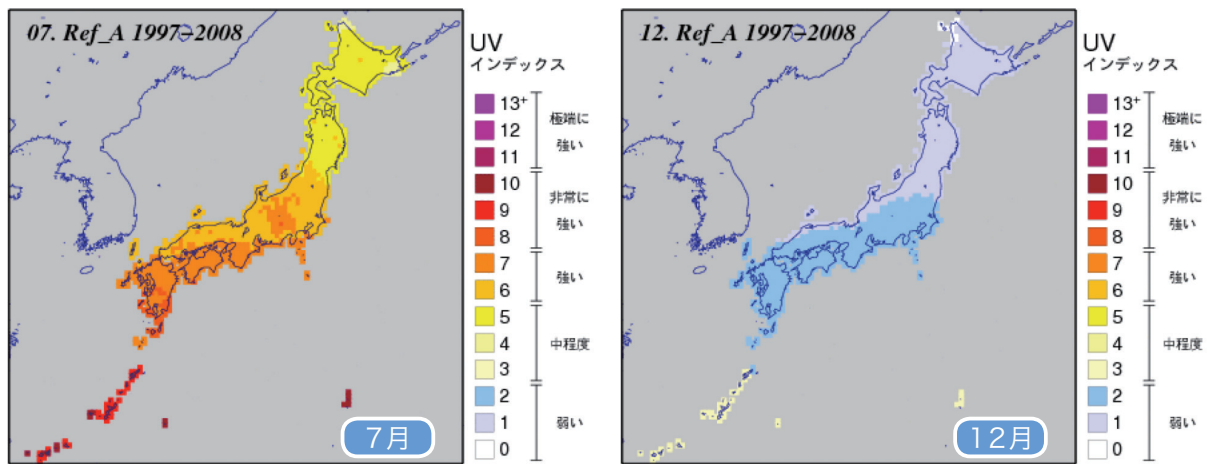 07. Ref_A 1997-2008
UV
インデックス
13+
12
11
10
9
8
7
6
5
4
3
2
1
0
極端に
強い
非常に
強い
強い
中程度
弱い
7月
12. Ref_A 1997-2008
UV
インデックス
13+
12
11
10
9
8
7
6
5
4
3
2
1
0
極端に
強い
非常に
強い
強い
中程度
弱い
12月